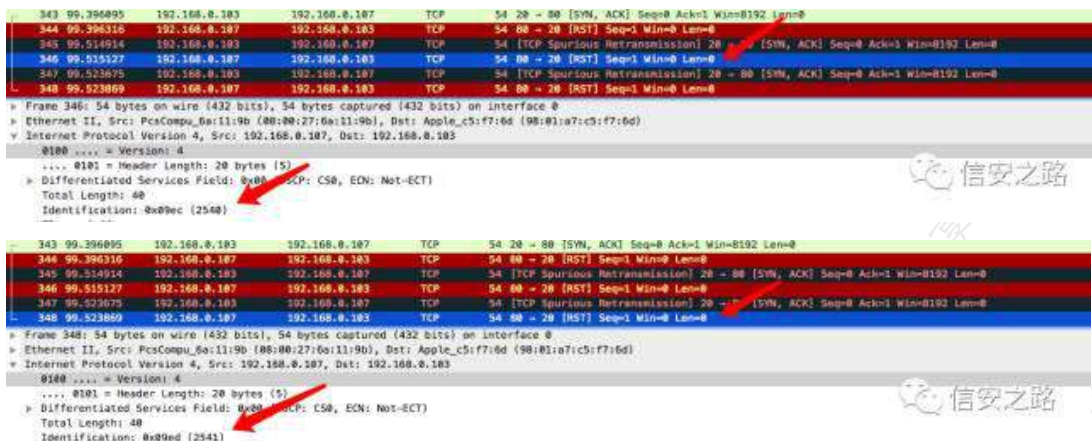 343 99.396095 192.168.0.103 192.168.0.107 TCP 54 20 → 80 [SYN, ACK] Seq=0 Ack=1 Win=8192 Len=0
344 99.396316 192.168.0.107 192.168.0.103 TCP 54 80 → 20 [RST] Seq=1 Win=0 Len=0
345 99.514914 192.168.0.103 192.168.0.107 TCP 54 [TCP Spurious Retransmission] 20 → [SYN, ACK] Seq=0 Ack=1 Win=8192 Len=0
346 99.515127 192.168.0.107 192.168.0.103 TCP 54 80 → 20 [RST] Seq=1 Win=0 Len=0
347 99.523675 192.168.0.103 192.168.0.107 TCP 54 [TCP Spurious Retransmission] 20 → 80 [SYN, ACK] Seq=0 Ack=1 Win=8192 Len=0
348 99.523869 192.168.0.107 192.168.0.103 TCP 54 80 → 20 [RST] Seq=1 Win=0 Len=0
Frame 346: 54 bytes on wire (432 bits), 54 bytes captured (432 bits) on interface 0
Ethernet II, Src: PcsCompu_6a:11:9b (08:00:27:6a:11:9b), Dst: Apple_c5:f7:6d (98:01:a7:c5:f7:6d)
Internet Protocol Version 4, Src: 192.168.0.107, Dst: 192.168.0.103
0100 .... = Version: 4
.... 0101 = Header Length: 20 bytes (5)
Differentiated Services Field: 0x00 CS0, ECN: Not-ECT)
Total Length: 40
Identification: 0x09ec (2540)
信安之路
343 99.396095 192.168.0.103 192.168.0.107 TCP 54 20 → 80 [SYN, ACK] Seq=0 Ack=1 Win=8192 Len=0
344 99.396316 192.168.0.107 192.168.0.103 TCP 54 80 → 20 [RST] Seq=1 Win=0 Len=0
345 99.514914 192.168.0.103 192.168.0.107 TCP 54 [TCP Spurious Retransmission] 20 → 80 [SYN, ACK] Seq=0 Ack=1 Win=8192 Len=0
346 99.515127 192.168.0.107 192.168.0.103 TCP 54 80 → 20 [RST] Seq=1 Win=0 Len=0
347 99.523675 192.168.0.103 192.168.0.107 TCP 54 [TCP Spurious Retransmission] 20 → [SYN, ACK] Seq=0 Ack=1 Win=8192 Len=0
348 99.523869 192.168.0.107 192.168.0.103 TCP 54 80 → 20 [RST] Seq=1 Win=0 Len=0
Frame 348: 54 bytes on wire (432 bits), 54 bytes captured (432 bits) on interface 0
Ethernet II, Src: PcsCompu_6a:11:9b (08:00:27:6a:11:9b), Dst: Apple_c5:f7:6d (98:01:a7:c5:f7:6d)
Internet Protocol Version 4, Src: 192.168.0.107, Dst: 192.168.0.103
0100 .... = Version: 4
.... 0101 = Header Length: 20 bytes (5)
Differentiated Services Field: 0x00 CS0, ECN: Not-ECT)
Total Length: 40
Identification: 0x09ed (2541)
信安之路